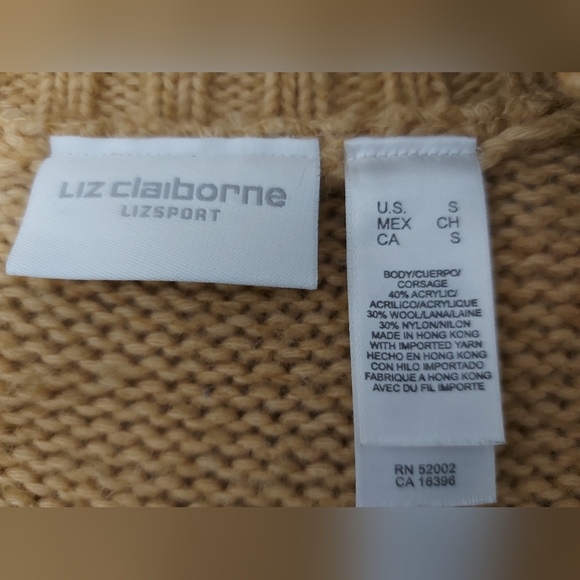 Liz claiborne
LIZSPORT
U.S. S
MEX CH
CA S
BODY/CUERPO/
CORSAGE
40% ACRYLIC/
ACRILICO/ACRYLIQUE
30% WOOL/LANA/LAINE
30% NYLON/NILON
MADE IN HONG KONG
WITH IMPORTED YARN
HECHO EN HONG KONG
CON HILO IMPORTADO
FABRIQUE A HONG KONG
AVEC DU FIL IMPORTE
RN 52002
CA 16396